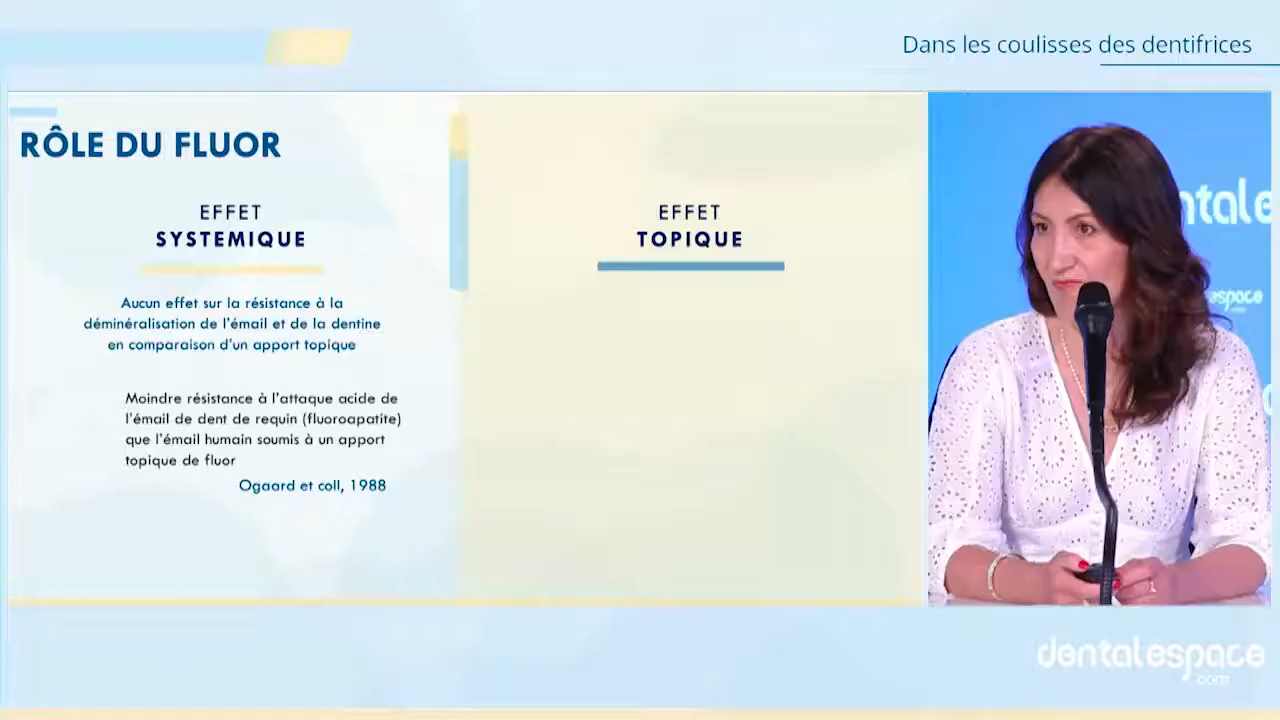 Dans les coulisses des dentifrices
RÔLE DU FLUOR
EFFET
SYSTEMIQUE
Aucun effet sur la résistance à la
déminéralisation de l'émail et de la dentine
en comparaison d'un apport topique
Moindre résistance à l'attaque acide de
l'émail de dent de requin (fluoroapatite)
que l'émail humain soumis à un apport
topique de fluor
Ogaard et coll, 1988
EFFET
TOPIQUE
ntale
espace
dentalespace
.com